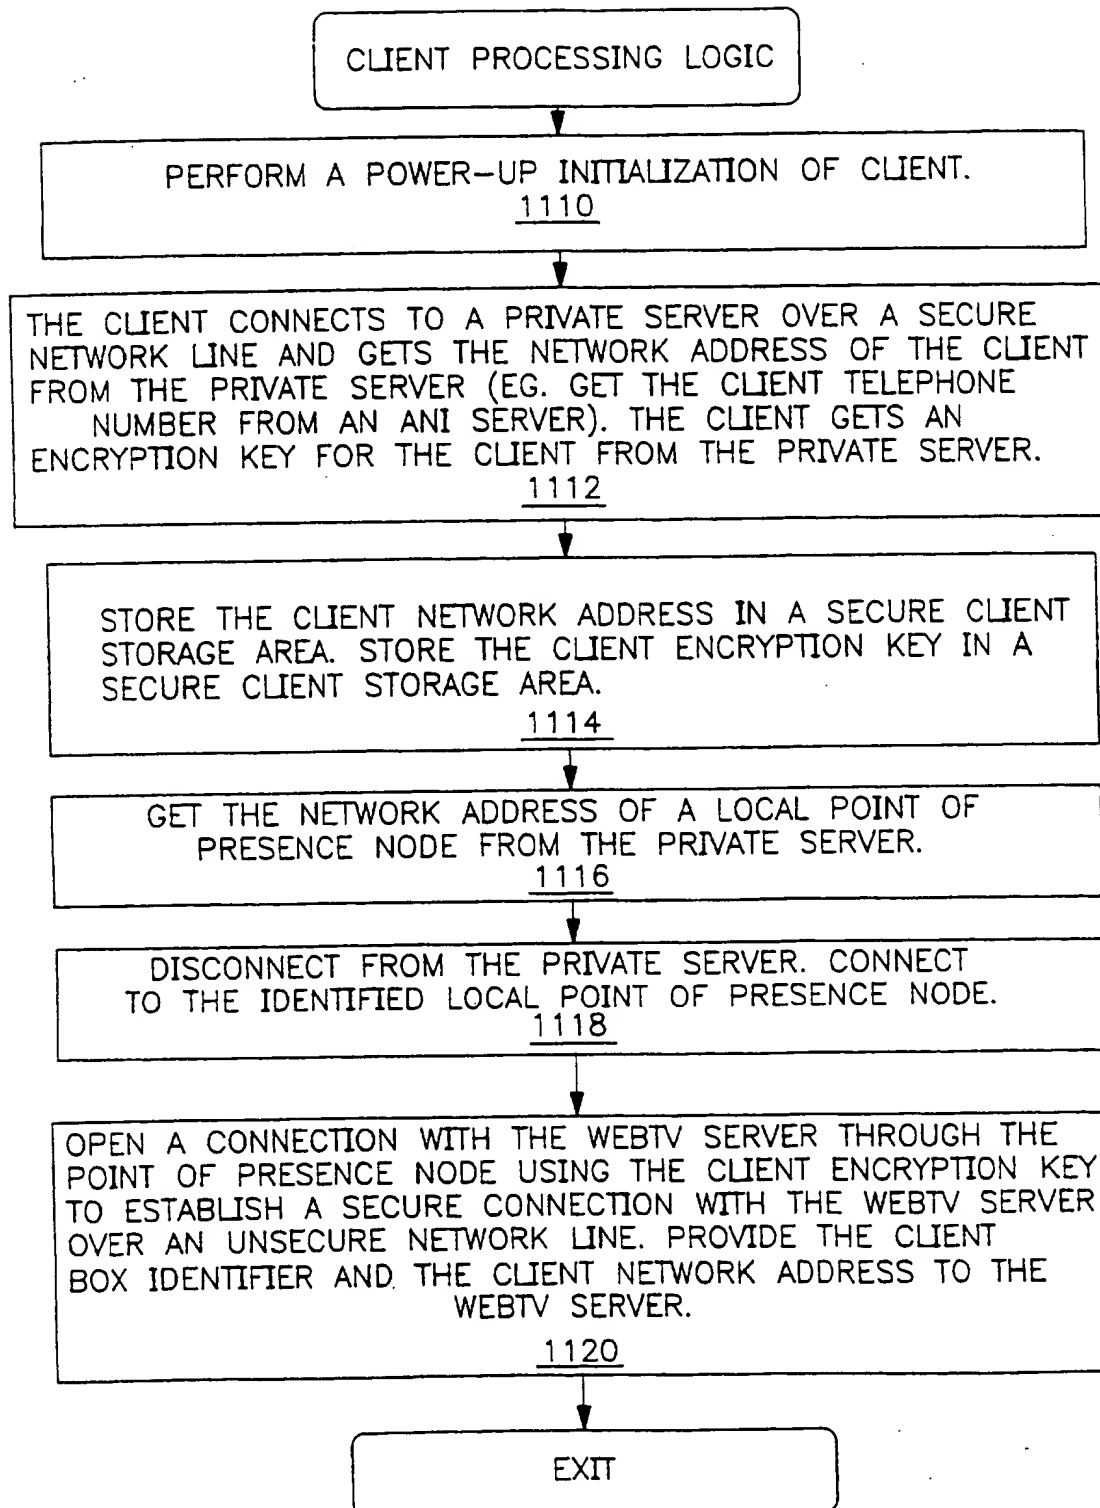 CLIENT PROCESSING LOGIC
PERFORM A POWER-UP INITIALIZATION OF CLIENT.
1110
THE CLIENT CONNECTS TO A PRIVATE SERVER OVER A SECURE
NETWORK LINE AND GETS THE NETWORK ADDRESS OF THE CLIENT
FROM THE PRIVATE SERVER (EG. GET THE CLIENT TELEPHONE
NUMBER FROM AN ANI SERVER). THE CLIENT GETS AN
ENCRYPTION KEY FOR THE CLIENT FROM THE PRIVATE SERVER.
1112
STORE THE CLIENT NETWORK ADDRESS IN A SECURE CLIENT
STORAGE AREA. STORE THE CLIENT ENCRYPTION KEY IN A
SECURE CLIENT STORAGE AREA.
1114
GET THE NETWORK ADDRESS OF A LOCAL POINT OF
PRESENCE NODE FROM THE PRIVATE SERVER.
1116
DISCONNECT FROM THE PRIVATE SERVER. CONNECT
TO THE IDENTIFIED LOCAL POINT OF PRESENCE NODE.
1118
OPEN A CONNECTION WITH THE WEBTV SERVER THROUGH THE
POINT OF PRESENCE NODE USING THE CLIENT ENCRYPTION KEY
TO ESTABLISH A SECURE CONNECTION WITH THE WEBTV SERVER
OVER AN UNSECURE NETWORK LINE. PROVIDE THE CLIENT
BOX IDENTIFIER AND THE CLIENT NETWORK ADDRESS TO THE
WEBTV SERVER.
1120
EXIT